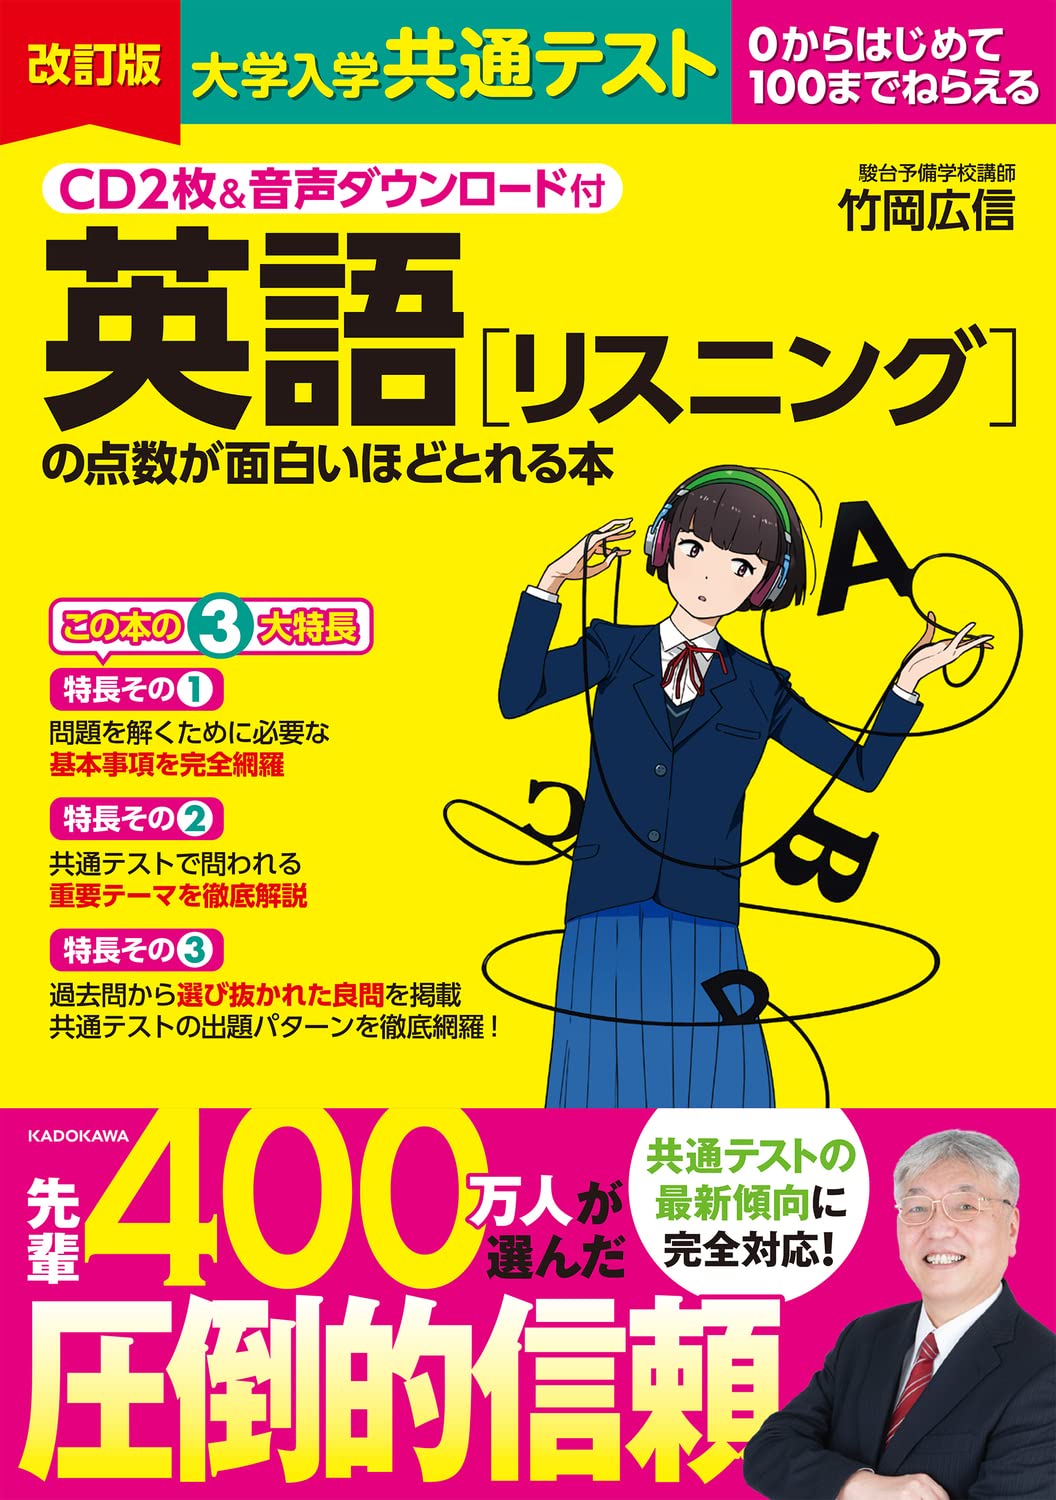 改訂版
大学入学共通テスト
0からはじめて
100までねらえる
CD2枚&音声ダウンロード付
駿台予備学校講師
竹岡広信
英語[リスニング]
の点数が面白いほどとれる本
この本の3大特長
特長その1
問題を解くために必要な
基本事項を完全網羅
特長その2
共通テストで問われる
重要テーマを徹底解説
特長その3
過去問から選び抜かれた良問を掲載
共通テストの出題パターンを徹底網羅!
A
B
C
D
KADOKAWA
先輩400万人が
選んだ
圧倒的信頼
共通テストの
最新傾向に
完全対応!